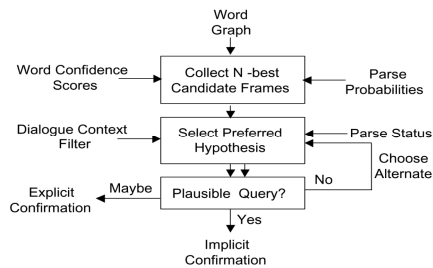 Word
Graph
Word Confidence
Scores
Collect N -best
Candidate Frames
Parse
Probabilities
Dialogue Context
Filter
Select Preferred
Hypothesis
Parse Status
Choose
Alternate
Explicit
Confirmation
Maybe
Plausible Query?
No
Yes
Implicit
Confirmation